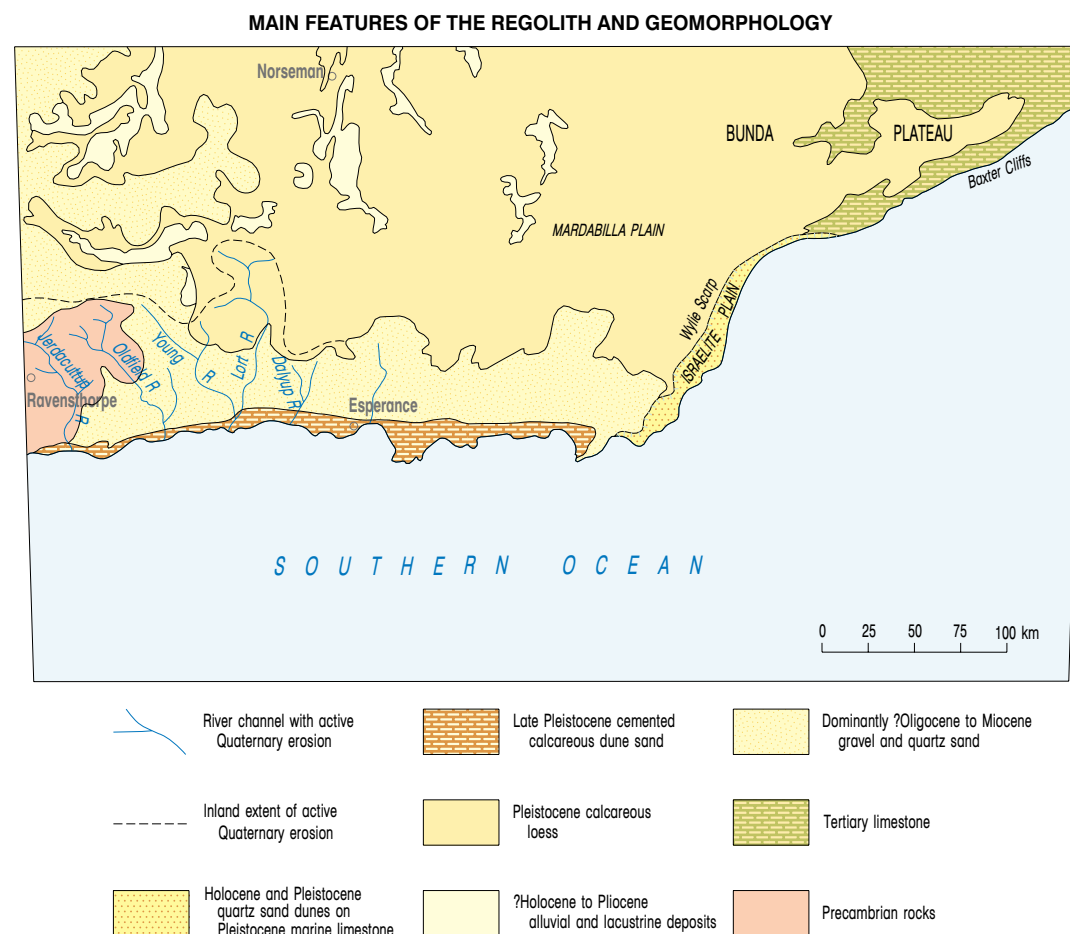 MAIN FEATURES OF THE REGOLITH AND GEOMORPHOLOGY
Norseman
BUNDA
PLATEAU
Baxter Cliffs
MARDABILLA PLAIN
Wylie Scarp
ISRAELITE PLAIN
Jerdacuttup R
Oldfield R
Young R
Lort R
Dalyup R
Ravensthorpe
Esperance
SOUTHERN OCEAN
0 25 50 75 100 km
River channel with active
Quaternary erosion
Late Pleistocene cemented
calcareous dune sand
Dominantly ?Oligocene to Miocene
gravel and quartz sand
Inland extent of active
Quaternary erosion
Pleistocene calcareous
loess
Tertiary limestone
Holocene and Pleistocene
quartz sand dunes on
Pleistocene marine limestone
?Holocene to Pliocene
alluvial and lacustrine deposits
Precambrian rocks